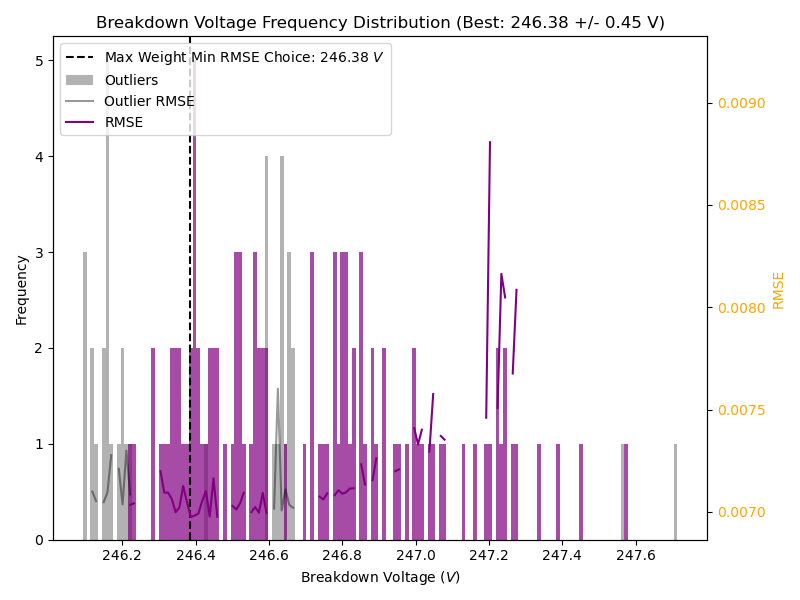 Breakdown Voltage Frequency Distribution (Best: 246.38 +/- 0.45 V)
Max Weight Min RMSE Choice: 246.38 V
Outliers
Outlier RMSE
RMSE
5
4
3
2
1
0
Frequency
0.0090
0.0085
0.0080
0.0075
0.0070
RMSE
246.2 246.4 246.6 246.8 247.0 247.2 247.4 247.6
Breakdown Voltage (V)